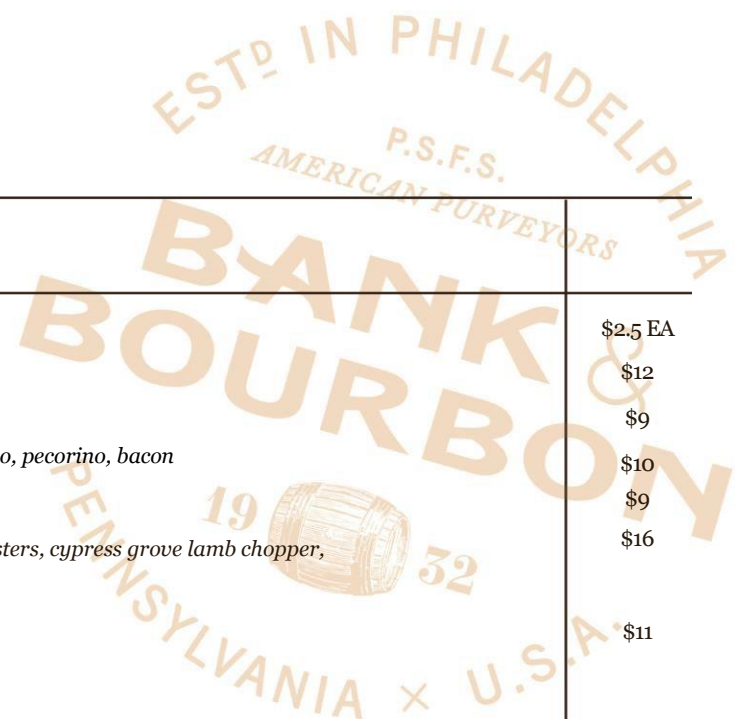 ESTD IN PHILADELPHIA
P.S.F.S.
AMERICAN PURVEYORS
BANK &
BOURBON
$2.5 EA
$12
$9
pecorino, bacon
$10
$9
19 32
cypress grove lamb chopper,
$16
$11
PENNSYLVANIA × U.S.A.